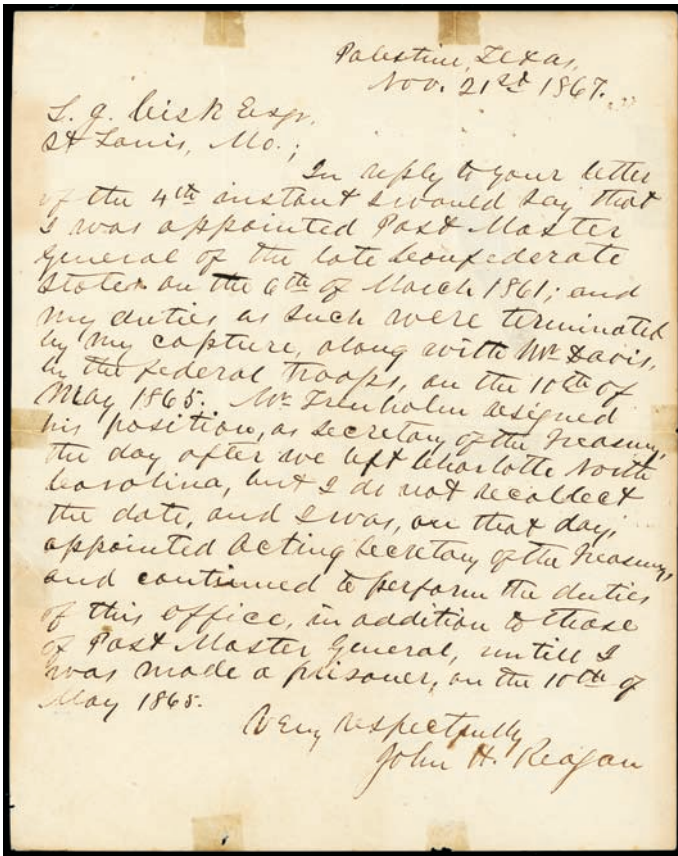 Palestine, Texas,
Nov. 21st 1867.
L. J. Cisk Esqr.
St Louis, Mo.;
In reply to your letter
of the 4th instant I would say that
I was appointed Post Master
General of the late Confederate
States on the 6th of March 1861; and
my duties as such were terminated
by my capture, along with Mr Davis,
by the federal troops, on the 10th of
May 1865. Mr Trenholm resigned
his position, as secretary of the Treasury,
the day after we left Charlotte North
Carolina, but I do not recollect
the date, and I was, on that day,
appointed Acting Secretary of the Treasury,
and continued to perform the duties
of this office, in addition to those
of Post Master General, untill I
was made a prisoner, on the 10th of
May 1865.
Very respectfully
John H. Reagan